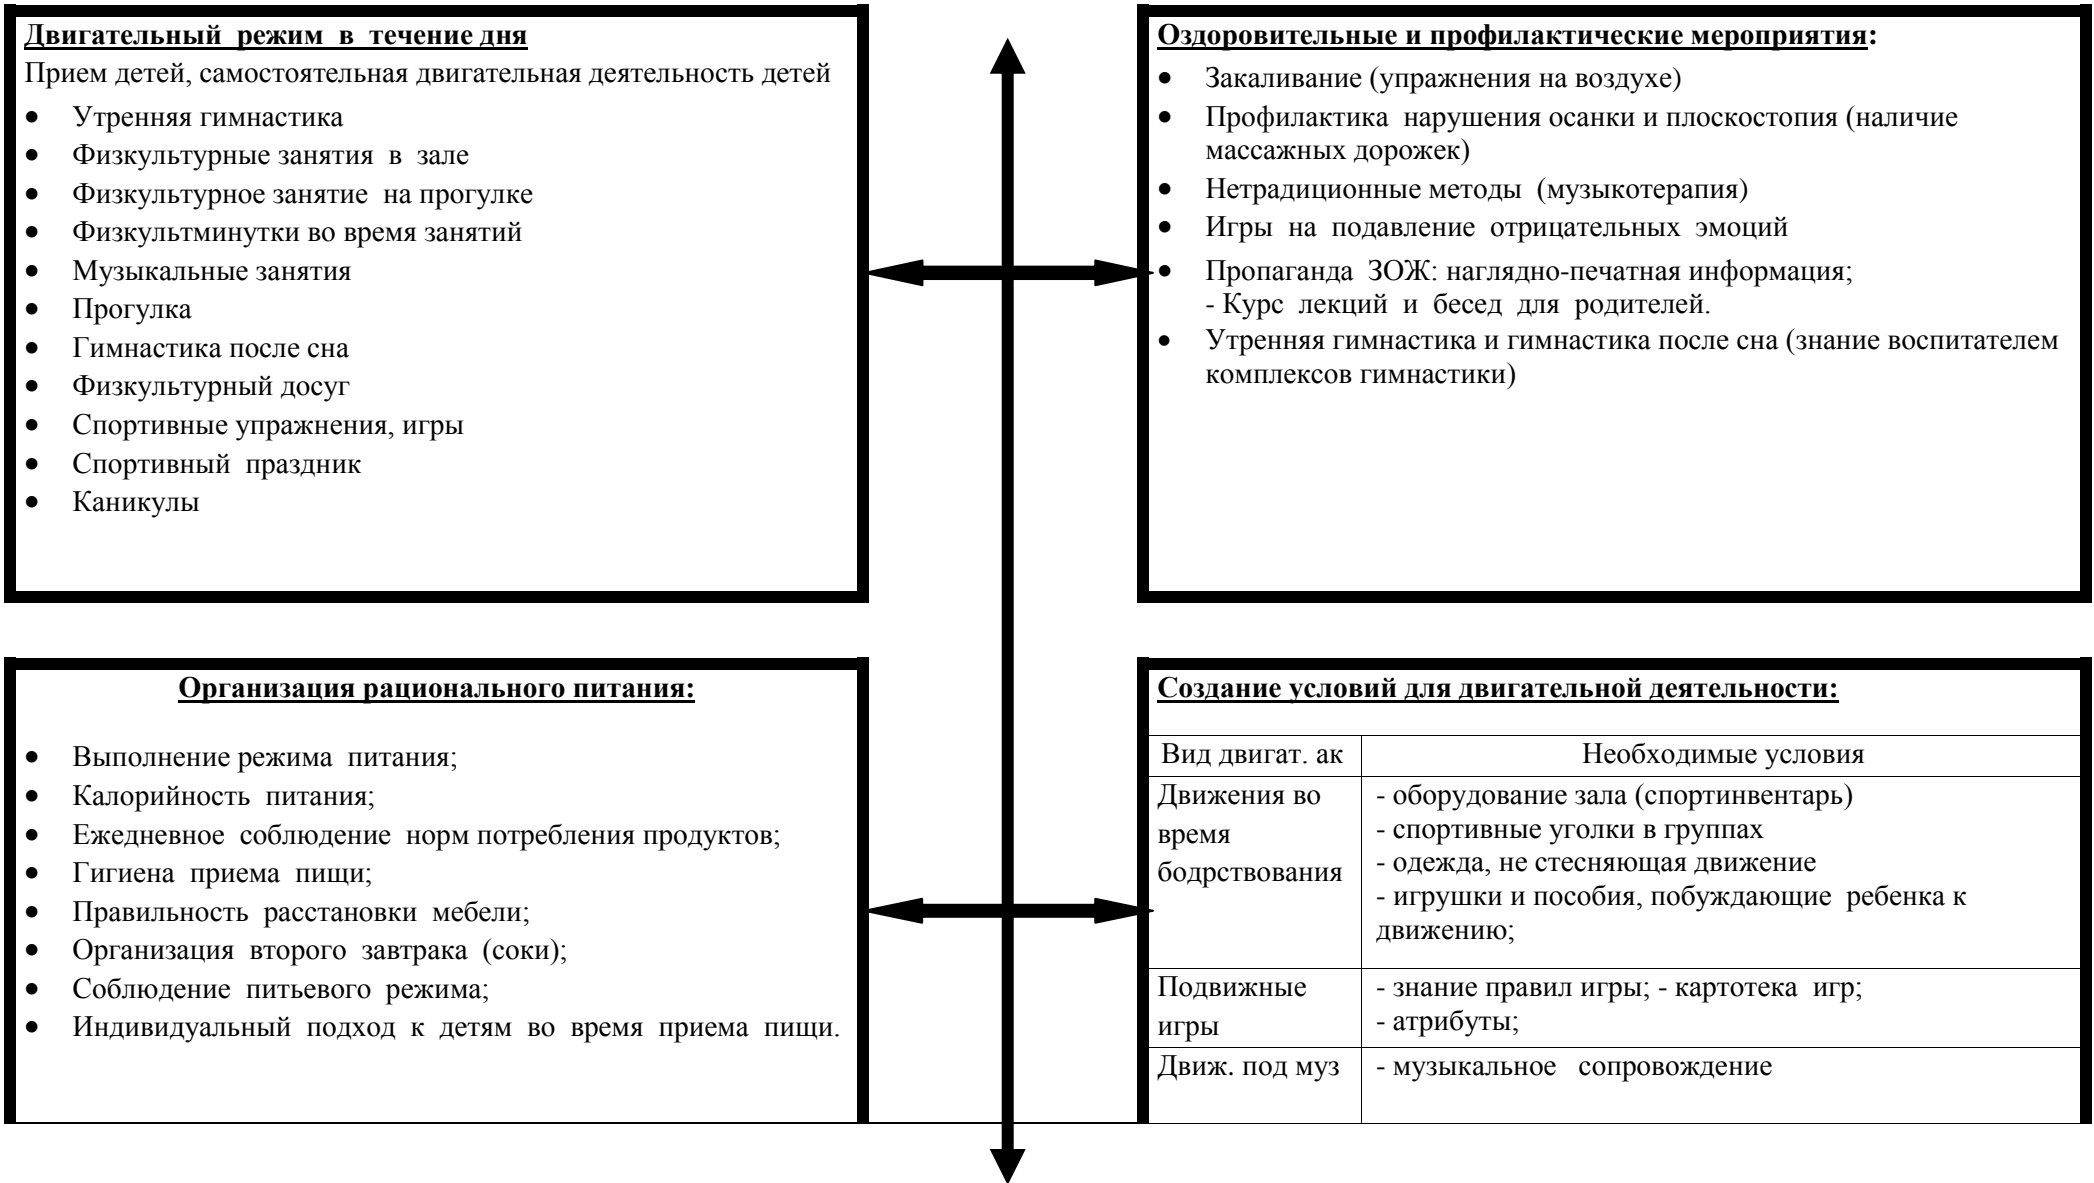 Двигательный режим в течение дня
Прием детей, самостоятельная двигательная деятельность детей
• Утренняя гимнастика
• Физкультурные занятия в зале
• Физкультурное занятие на прогулке
• Физкультминутки во время занятий
• Музыкальные занятия
• Прогулка
• Гимнастика после сна
• Физкультурный досуг
• Спортивные упражнения, игры
• Спортивный праздник
• Каникулы
Оздоровительные и профилактические мероприятия:
• Закаливание (упражнения на воздухе)
• Профилактика нарушения осанки и плоскостопия (наличие
массажных дорожек)
• Нетрадиционные методы (музыкотерапия)
• Игры на подавление отрицательных эмоций
• Пропаганда ЗОЖ: наглядно-печатная информация;
- Курс лекций и бесед для родителей.
• Утренняя гимнастика и гимнастика после сна (знание воспитателем
комплексов гимнастики)
Организация рационального питания:
• Выполнение режима питания;
• Калорийность питания;
• Ежедневное соблюдение норм потребления продуктов;
• Гигиена приема пищи;
• Правильность расстановки мебели;
• Организация второго завтрака (соки);
• Соблюдение питьевого режима;
• Индивидуальный подход к детям во время приема пищи.
Создание условий для двигательной деятельности:
Вид двигат. ак
Необходимые условия
Движения во
время
бодрствования
- оборудование зала (спортинвентарь)
- спортивные уголки в группах
- одежда, не стесняющая движение
- игрушки и пособия, побуждающие ребенка к
движению;
Подвижные
игры
- знание правил игры; - картотека игр;
- атрибуты;
Движ. под муз
- музыкальное сопровождение